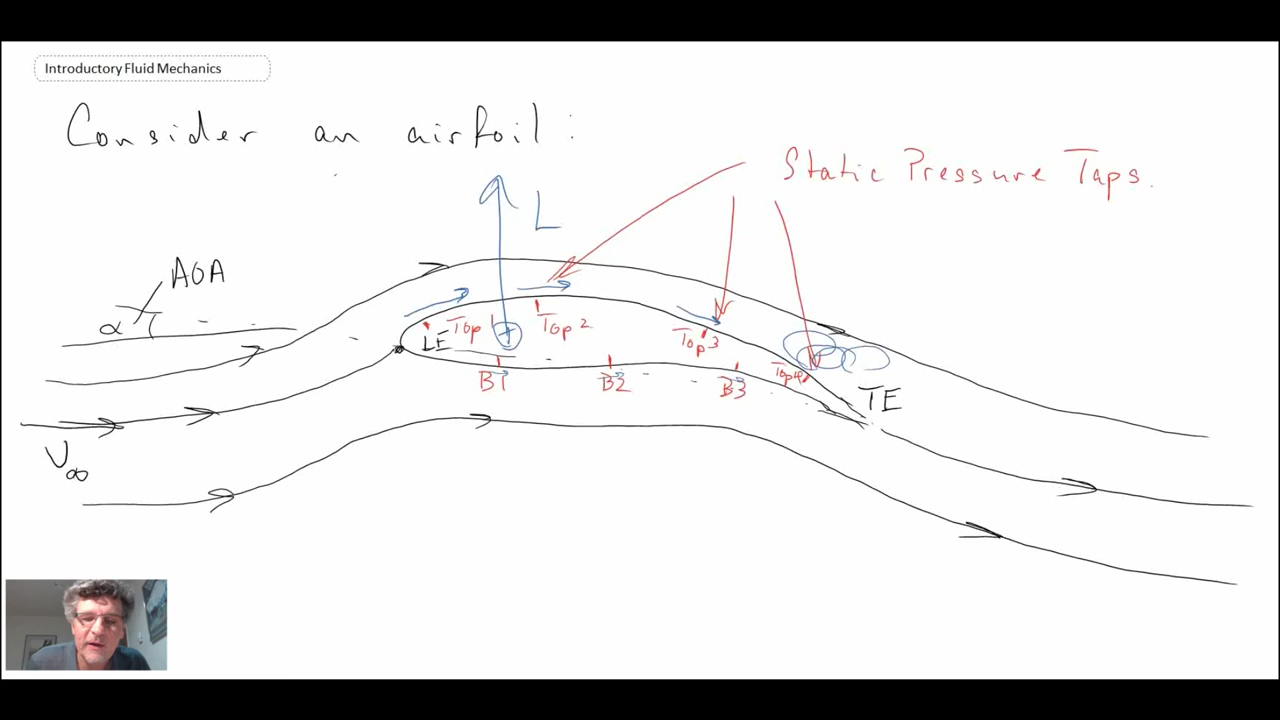 Introductory Fluid Mechanics
Consider an airfoil:
Static Pressure Taps.
L
AOA
α
LE
Top 1
Top 2
Top 3
Top 4
B1
B2
B3
TE
V∞